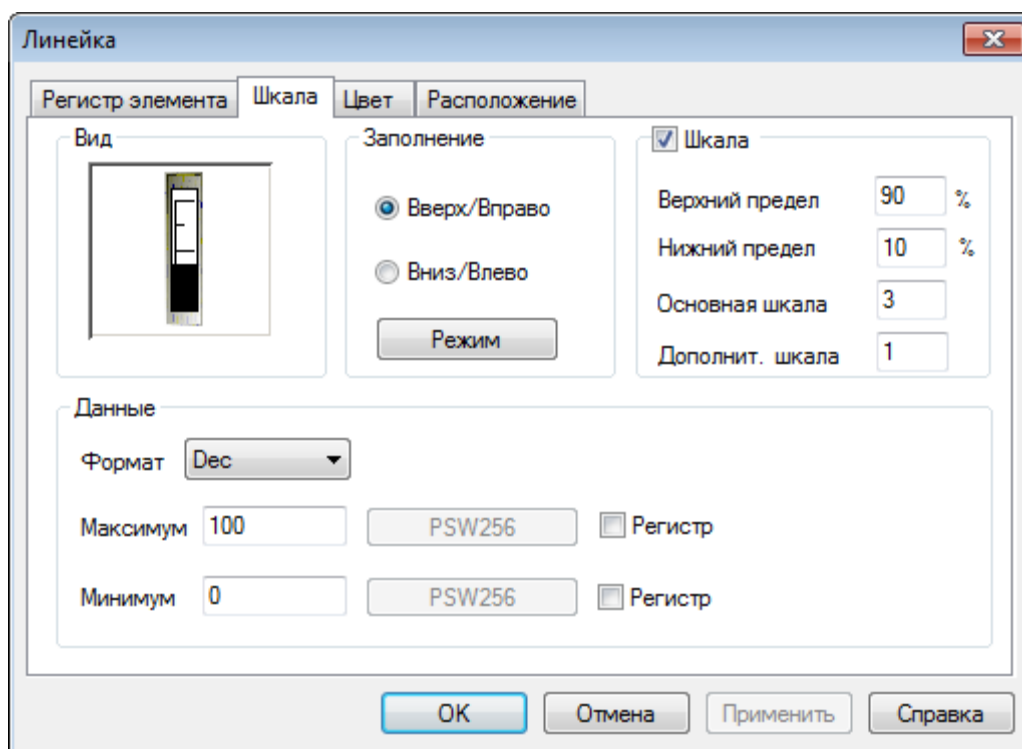 Линейка
Регистр элемента Шкала Цвет Расположение
Вид
Заполнение
Вверх/Вправо
Вниз/Влево
Режим
Шкала
Верхний предел 90 %
Нижний предел 10 %
Основная шкала 3
Дополнит. шкала 1
Данные
Формат Dec
Максимум 100 PSW256 Регистр
Минимум 0 PSW256 Регистр
OK Отмена Применить Справка